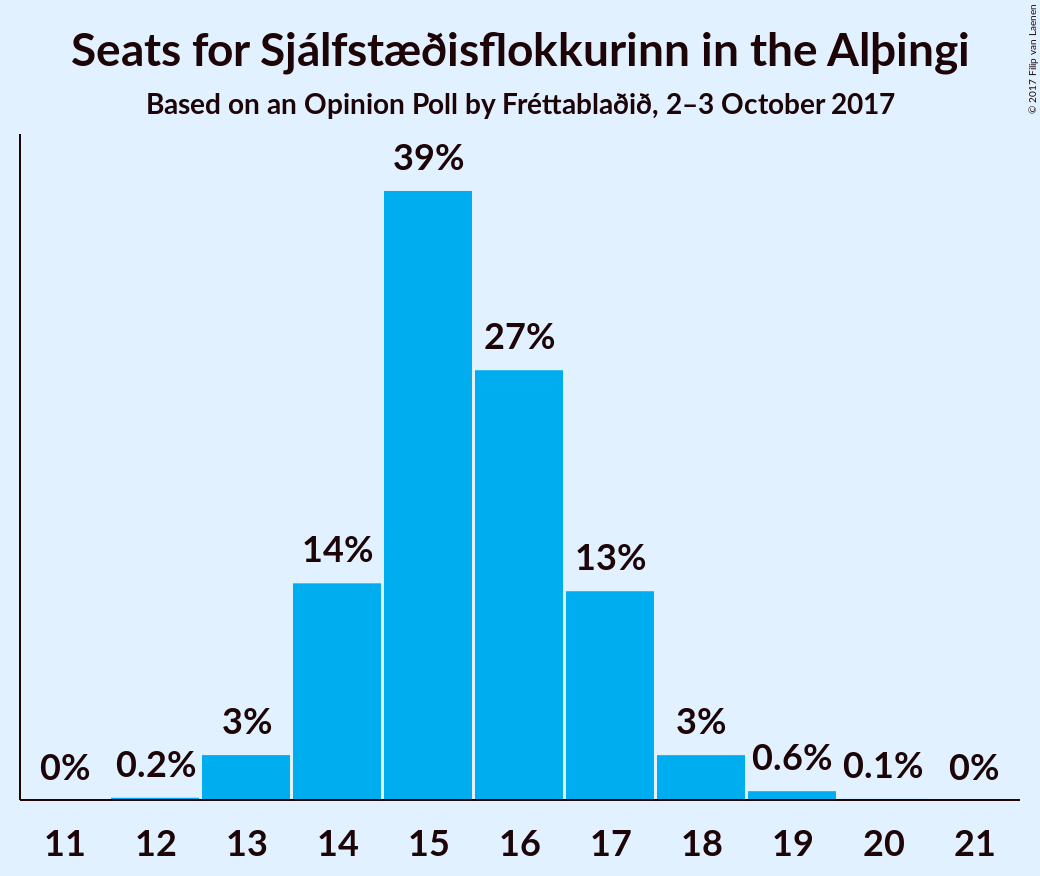 Seats for Sjálfstæðisflokkurinn in the Alþingi
Based on an Opinion Poll by Fréttablaðið, 2–3 October 2017
© 2017 Filip van Laenen
39%
27%
14%
13%
3%
3%
0%
0.2%
0.6%
0.1%
0%
11 12 13 14 15 16 17 18 19 20 21